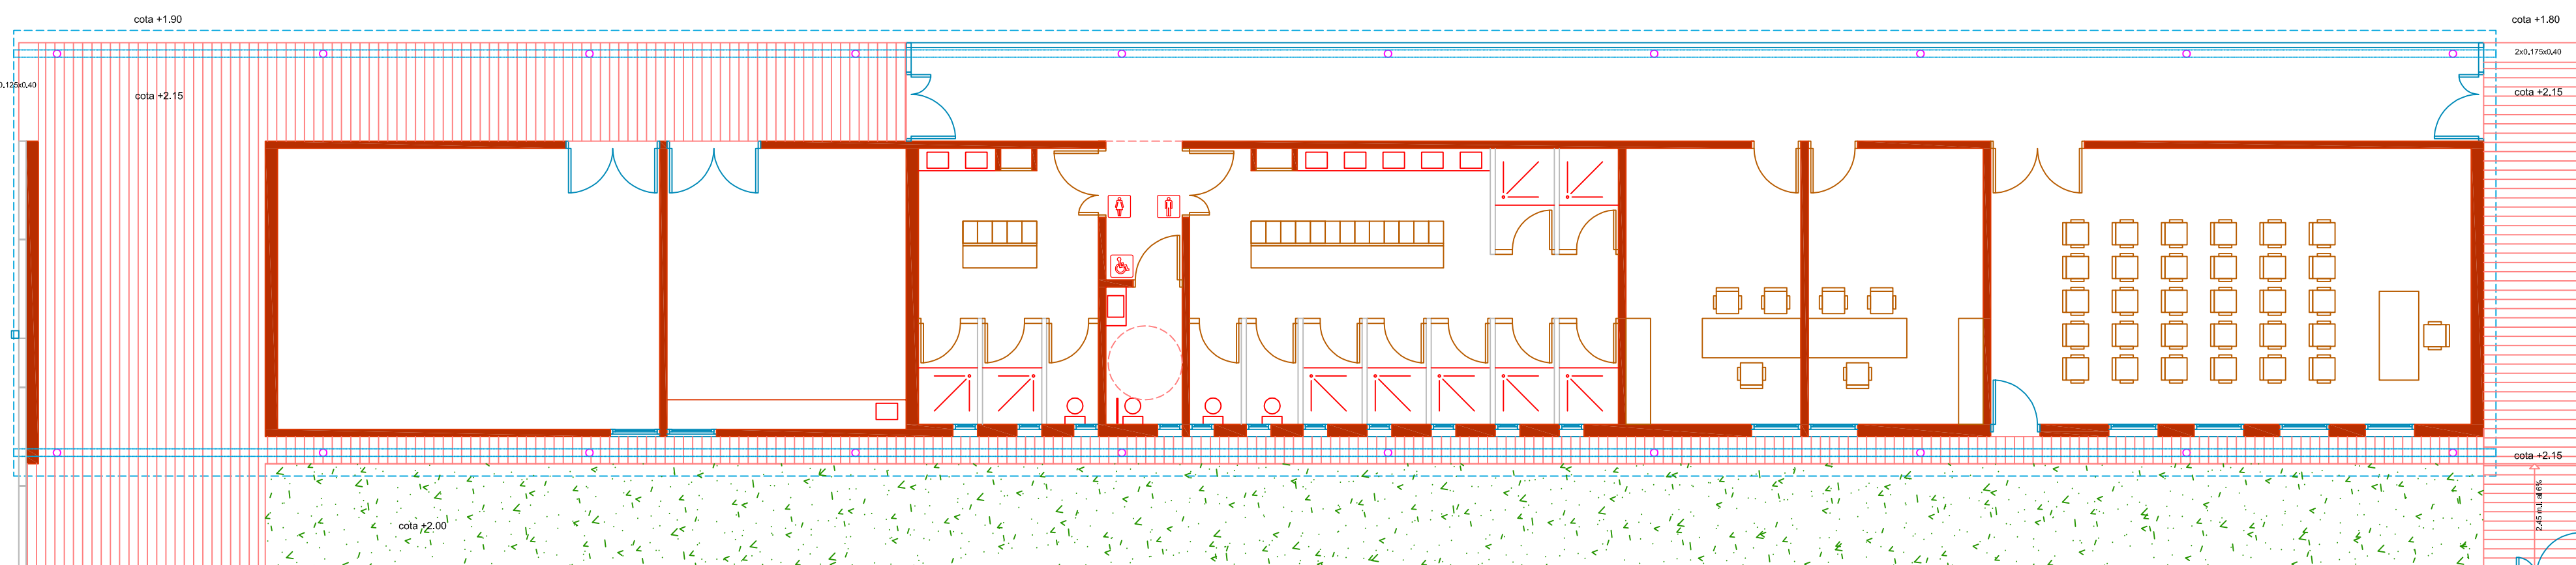 cota +1.90
cota +1.80
2x0.175x0.40
0.125x0.40
cota +2.15
cota +2.15
cota +2.15
cota +2.00
2.45 m.l. al 6%